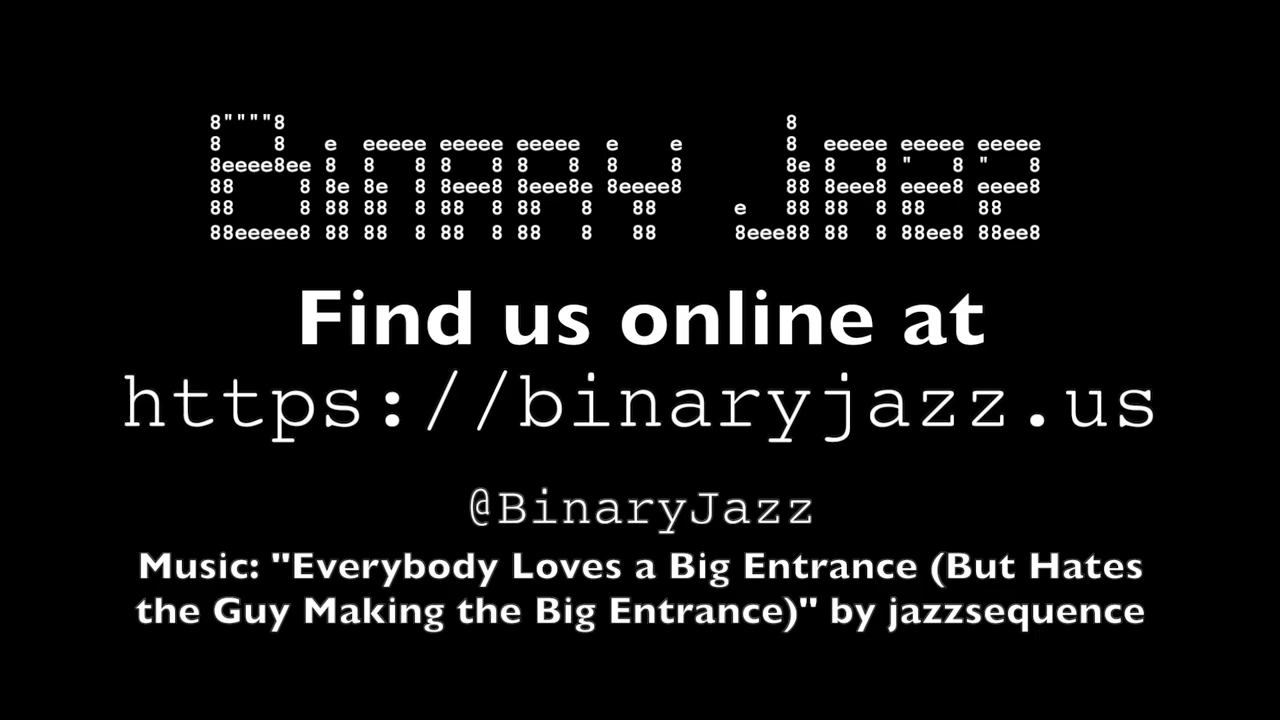 Binary Jazz
Find us online at
https://binaryjazz.us
@BinaryJazz
Music: "Everybody Loves a Big Entrance (But Hates
the Guy Making the Big Entrance)" by jazzsequence